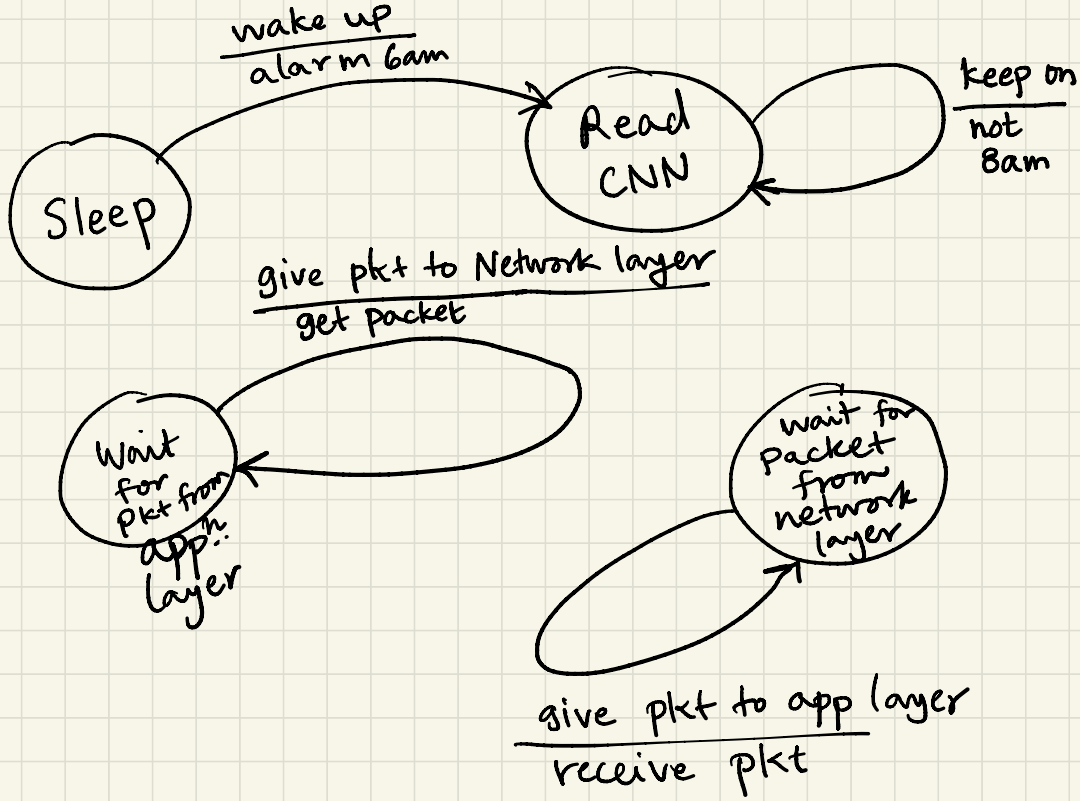 wake up
alarm 6am
Sleep
Read
CNN
keep on
not
8am
give pkt to Network layer
get packet
Wait
for
pkt from
appⁿ:
layer
wait for
packet
from
network
layer
give pkt to app layer
receive pkt